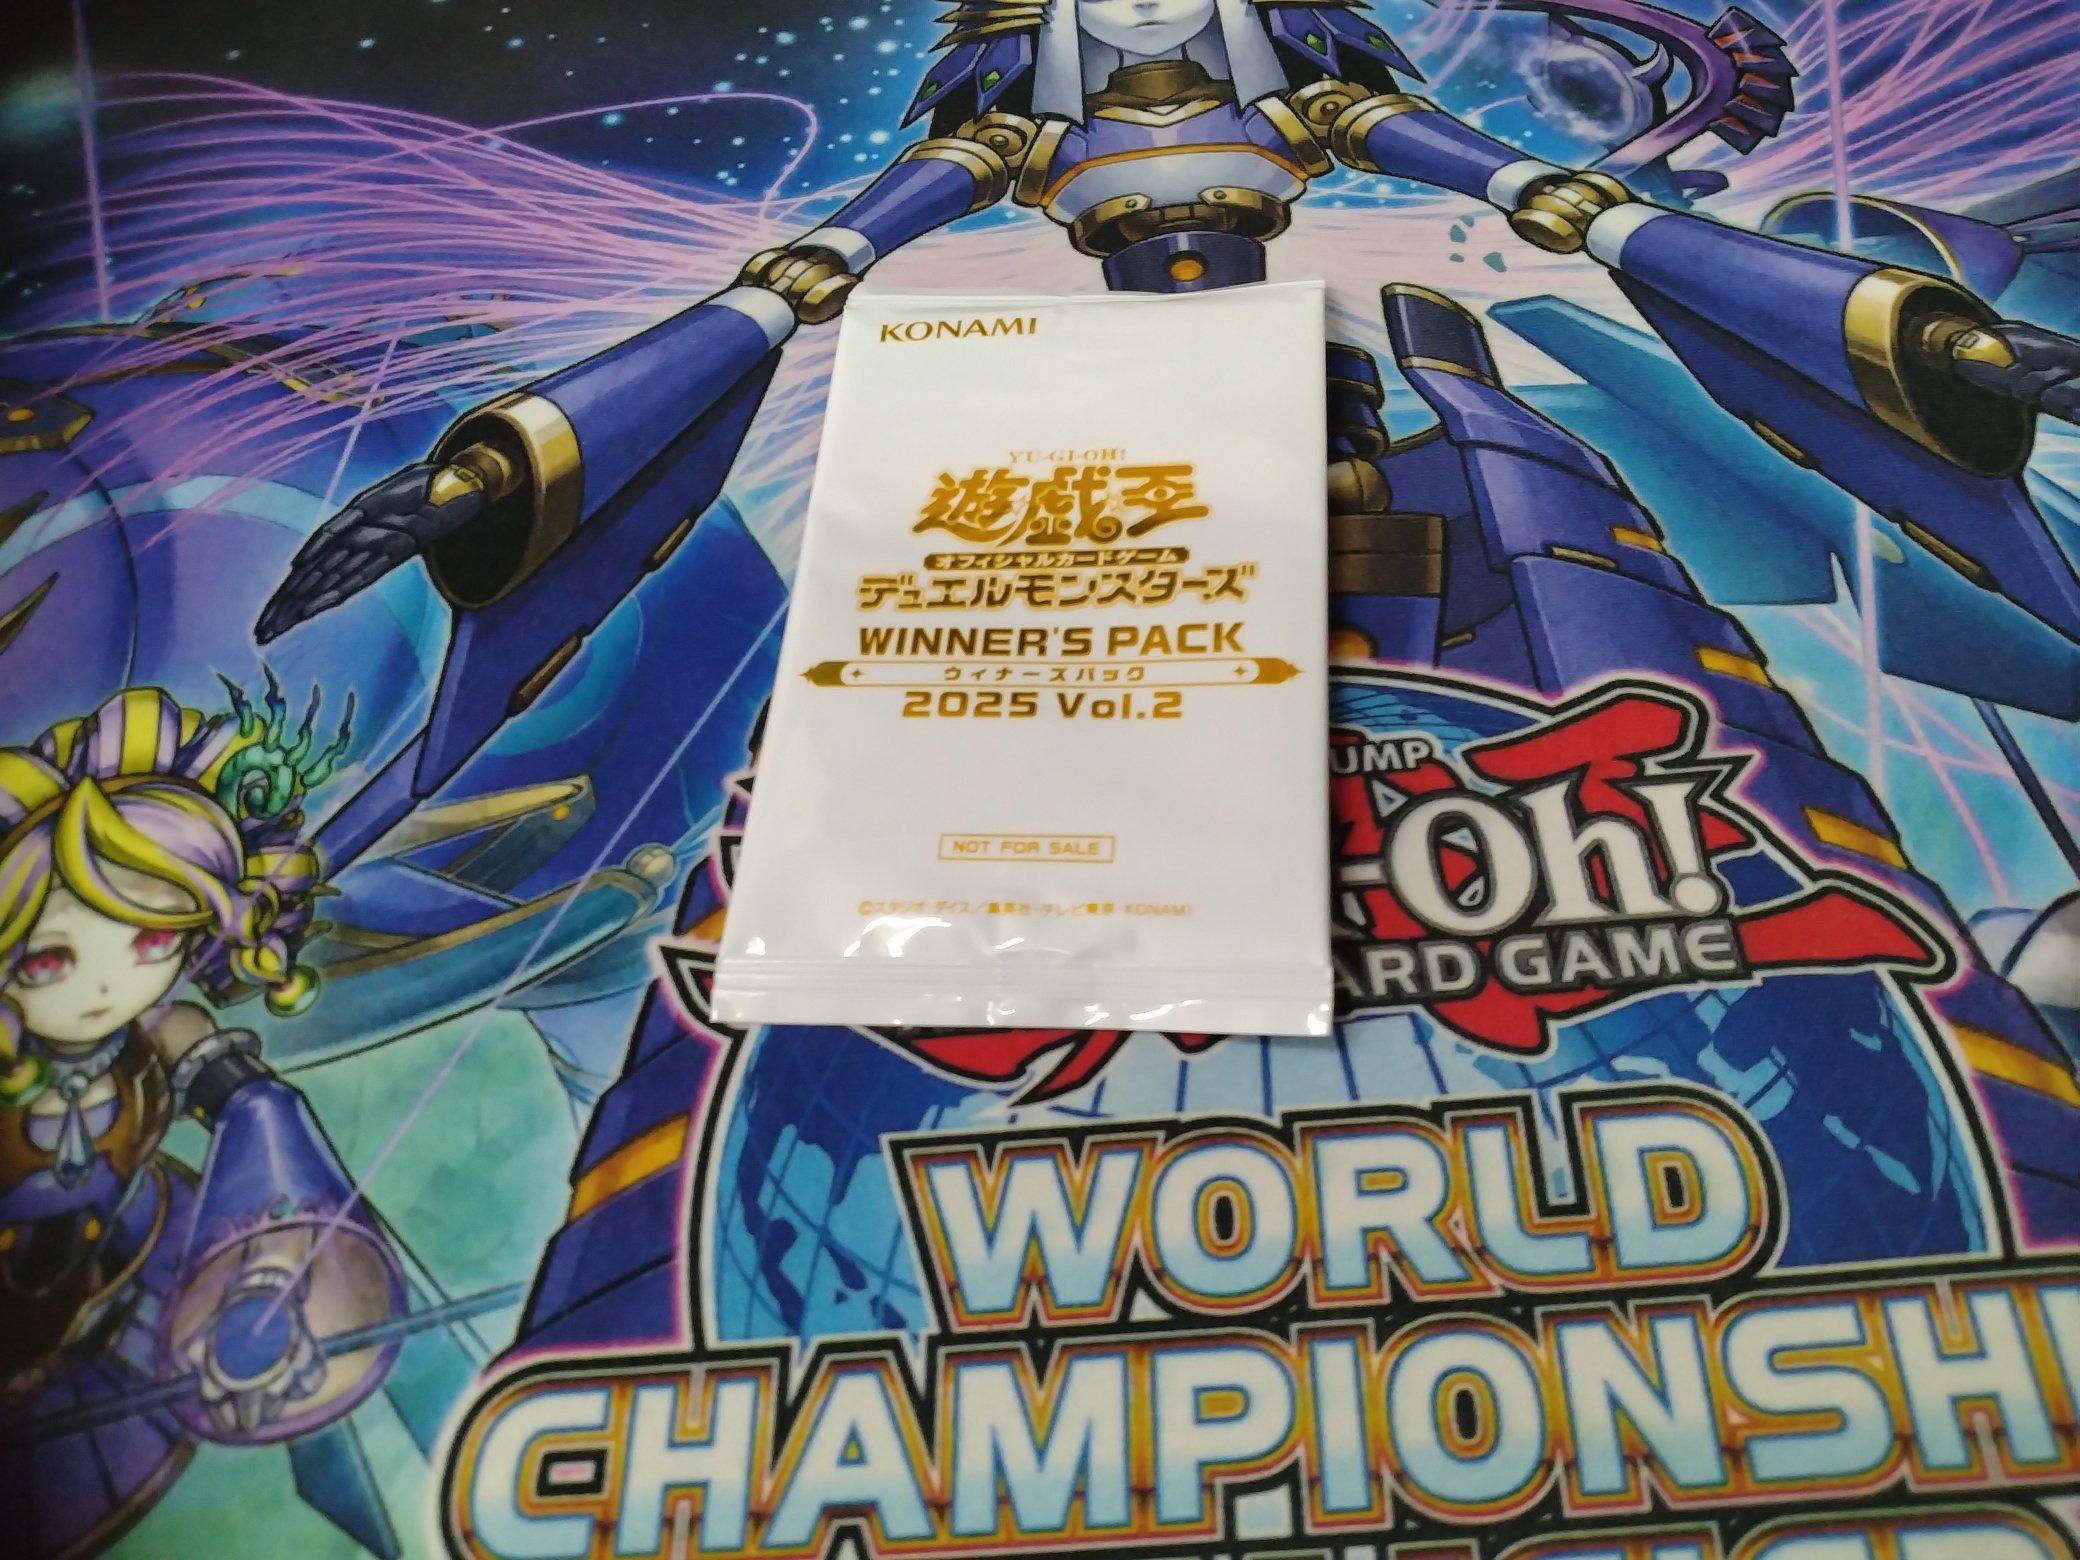 KONAMI
YU-GI-OH!
遊戯王
オフィシャルカードゲーム
デュエルモンスターズ
WINNER'S PACK
ウィナーズパック
2025 Vol.2
NOT FOR SALE
©スタジオ・ダイス／集英社・テレビ東京・KONAMI
UMP
-Oh!
ARD GAME
WORLD
CHAMPIONSHI